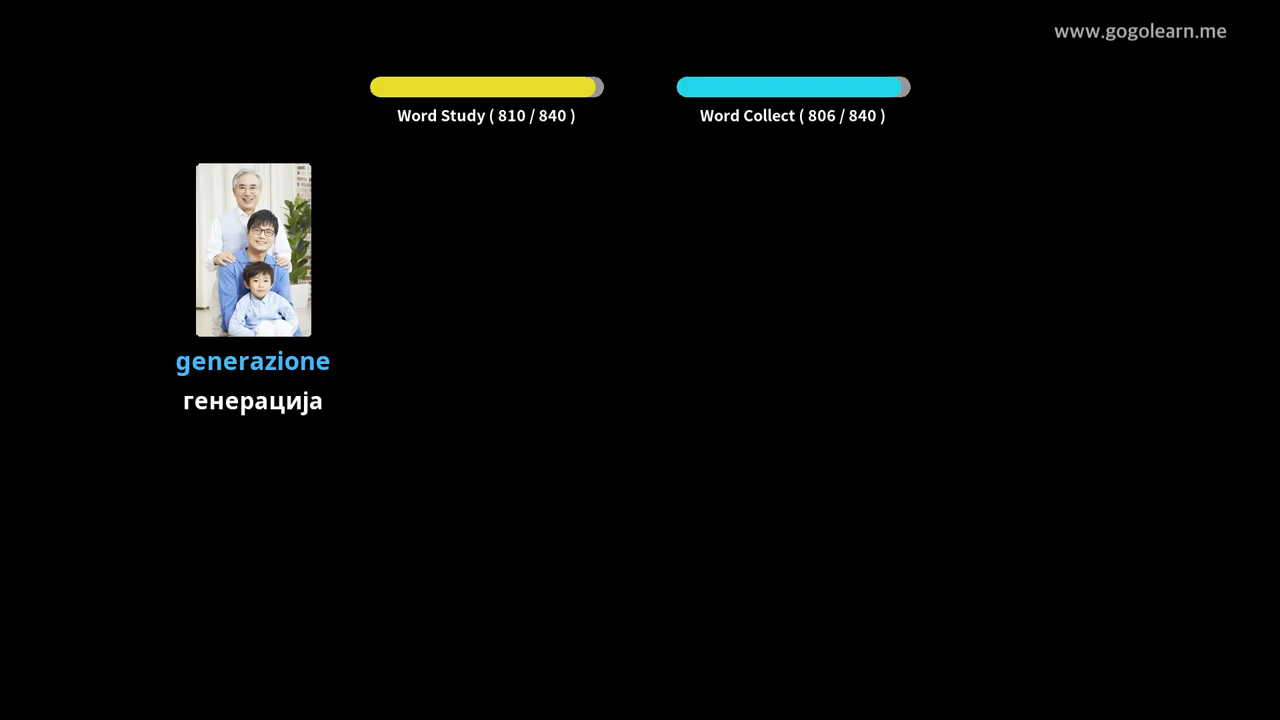 www.gogolearn.me
Word Study ( 810 / 840 )
Word Collect ( 806 / 840 )
generazione
генерација